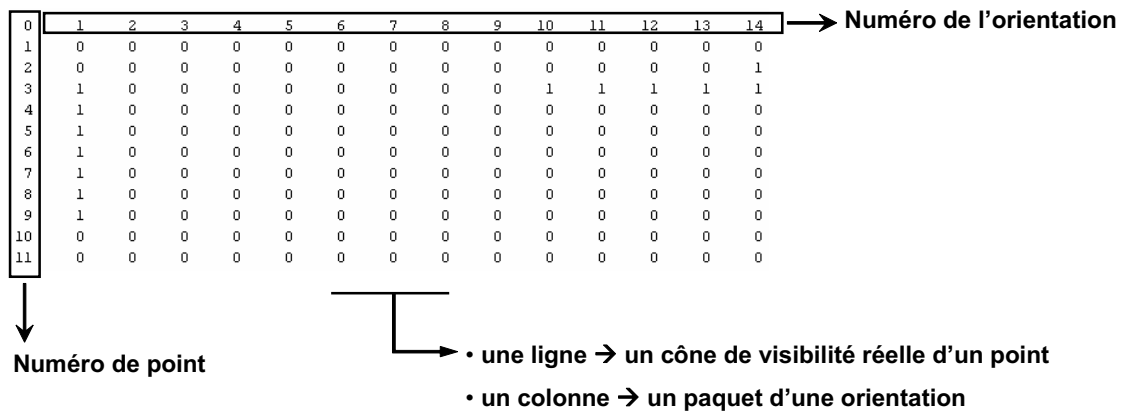 0 1 2 3 4 5 6 7 8 9 10 11 12 13 14 Numéro de l’orientation
1 0 0 0 0 0 0 0 0 0 0 0 0 0 0
2 0 0 0 0 0 0 0 0 0 0 0 0 0 1
3 1 0 0 0 0 0 0 0 0 1 1 1 1 1
4 1 0 0 0 0 0 0 0 0 0 0 0 0 0
5 1 0 0 0 0 0 0 0 0 0 0 0 0 0
6 1 0 0 0 0 0 0 0 0 0 0 0 0 0
7 1 0 0 0 0 0 0 0 0 0 0 0 0 0
8 1 0 0 0 0 0 0 0 0 0 0 0 0 0
9 1 0 0 0 0 0 0 0 0 0 0 0 0 0
10 0 0 0 0 0 0 0 0 0 0 0 0 0 0
11 0 0 0 0 0 0 0 0 0 0 0 0 0 0
Numéro de point
• une ligne → un cône de visibilité réelle d’un point
• un colonne → un paquet d’une orientation